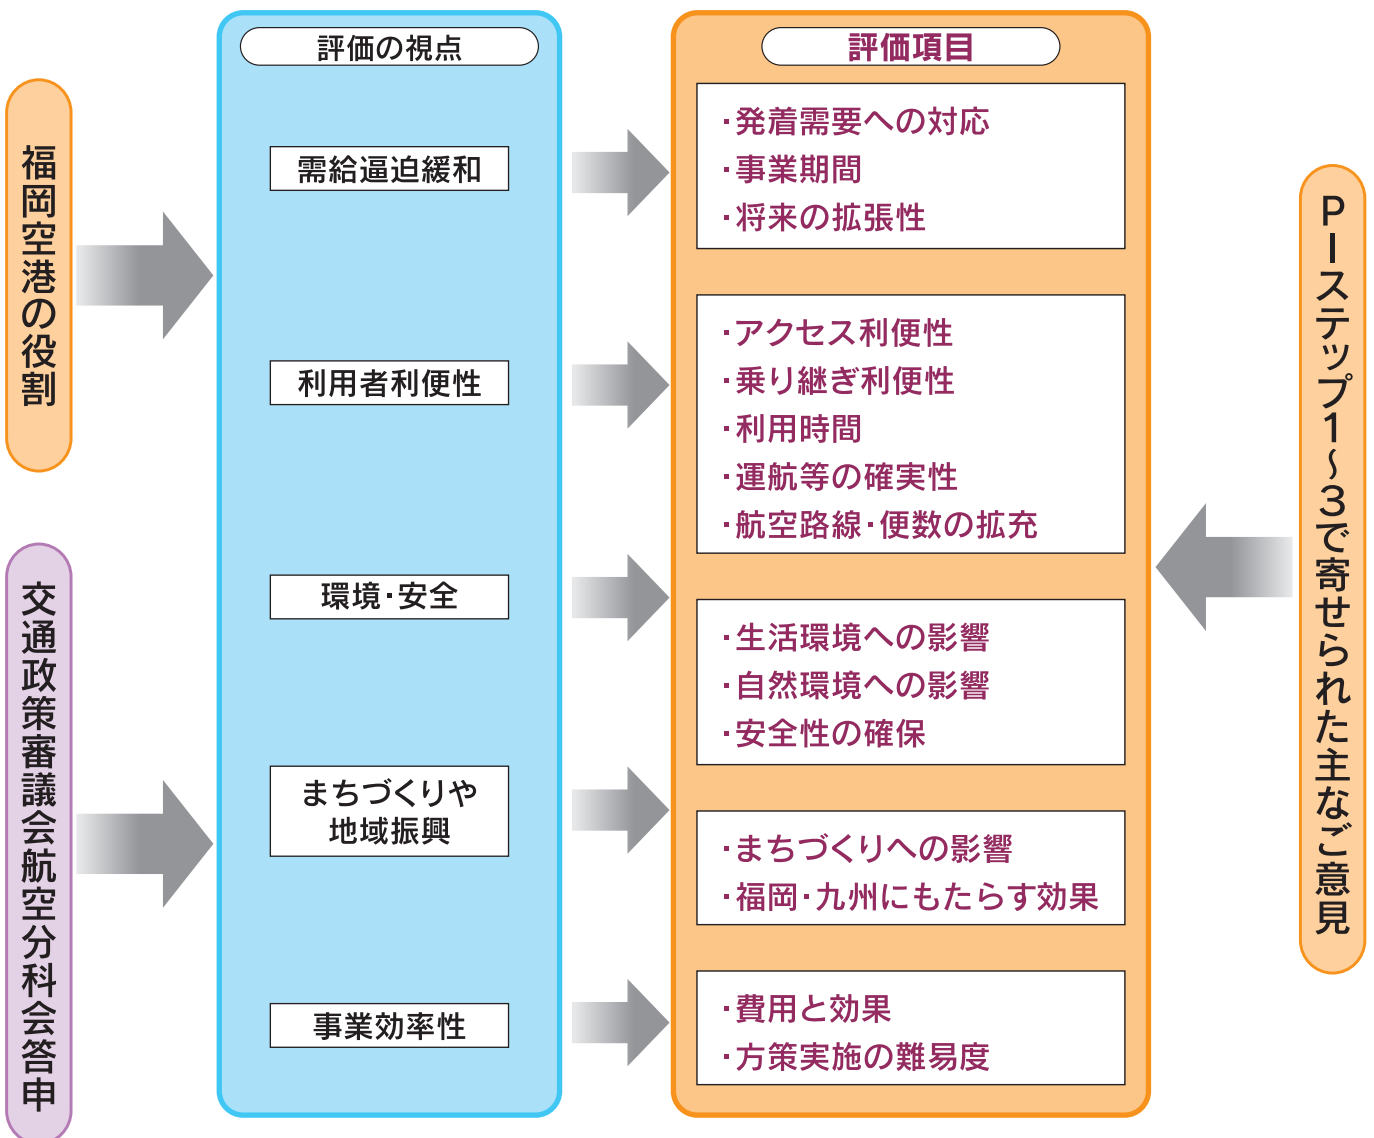 福岡空港の役割
交通政策審議会航空分科会答申
評価の視点
需給逼迫緩和
利用者利便性
環境・安全
まちづくりや
地域振興
事業効率性
評価項目
・発着需要への対応
・事業期間
・将来の拡張性
・アクセス利便性
・乗り継ぎ利便性
・利用時間
・運航等の確実性
・航空路線・便数の拡充
・生活環境への影響
・自然環境への影響
・安全性の確保
・まちづくりへの影響
・福岡・九州にもたらす効果
・費用と効果
・方策実施の難易度
PIステップ1～3で寄せられた主なご意見